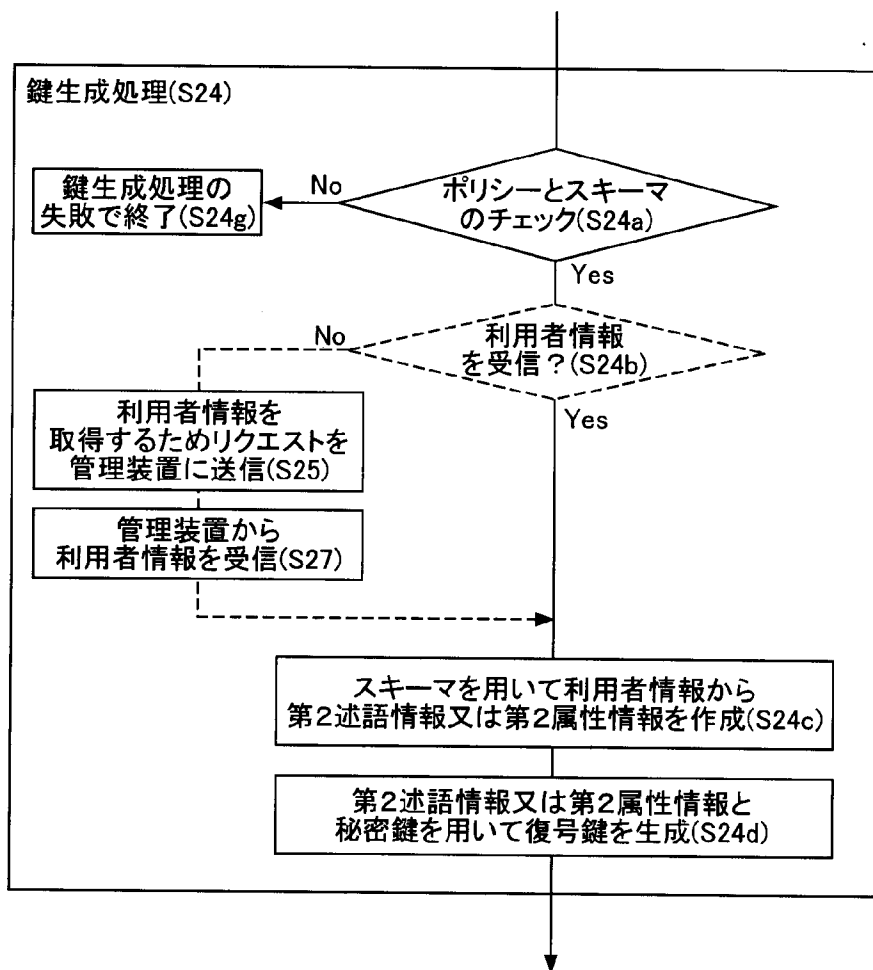 鍵生成処理(S24)
鍵生成処理の
失敗で終了(S24g)
No
ポリシーとスキーマ
のチェック(S24a)
Yes
No
利用者情報
を受信？(S24b)
Yes
利用者情報を
取得するためリクエストを
管理装置に送信(S25)
管理装置から
利用者情報を受信(S27)
スキーマを用いて利用者情報から
第2述語情報又は第2属性情報を作成(S24c)
第2述語情報又は第2属性情報と
秘密鍵を用いて復号鍵を生成(S24d)